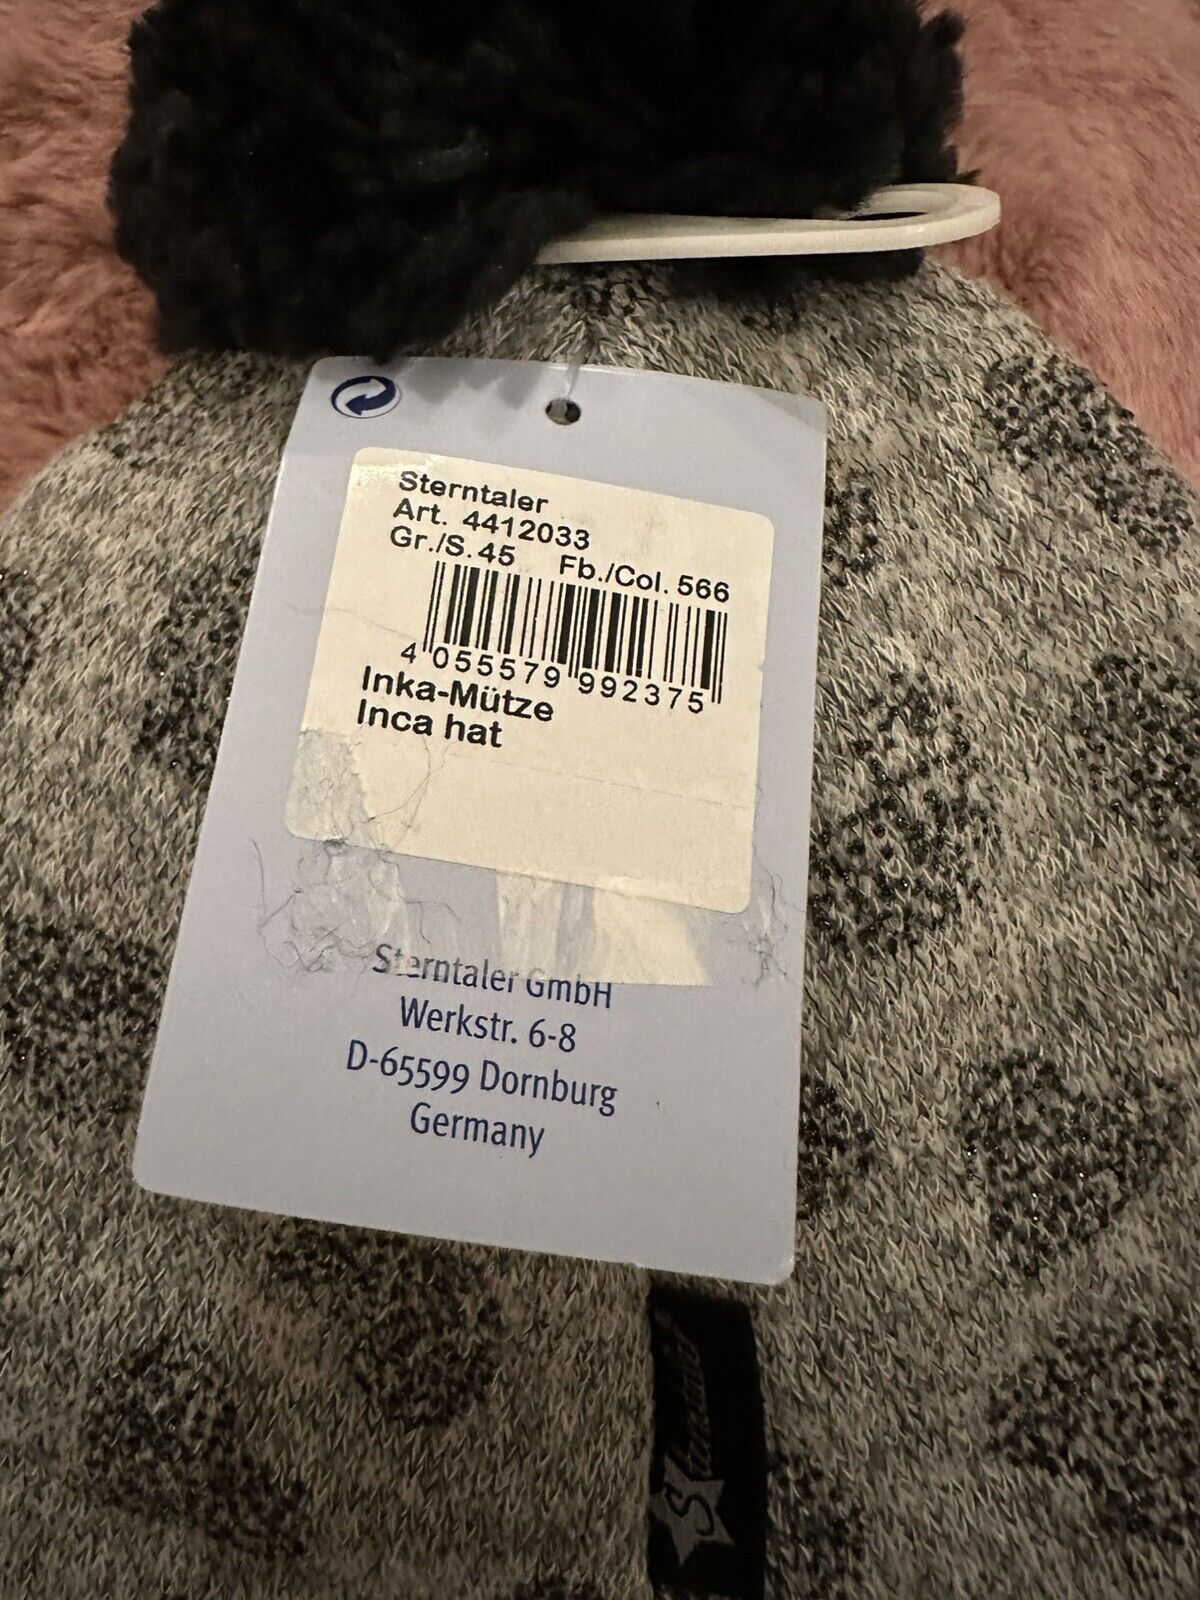 Sterntaler
Art. 4412033
Gr./S. 45 Fb./Col. 566
4 055579 992375
Inka-Mütze
Inca hat
Sterntaler GmbH
Werkstr. 6-8
D-65599 Dornburg
Germany
Sterntaler